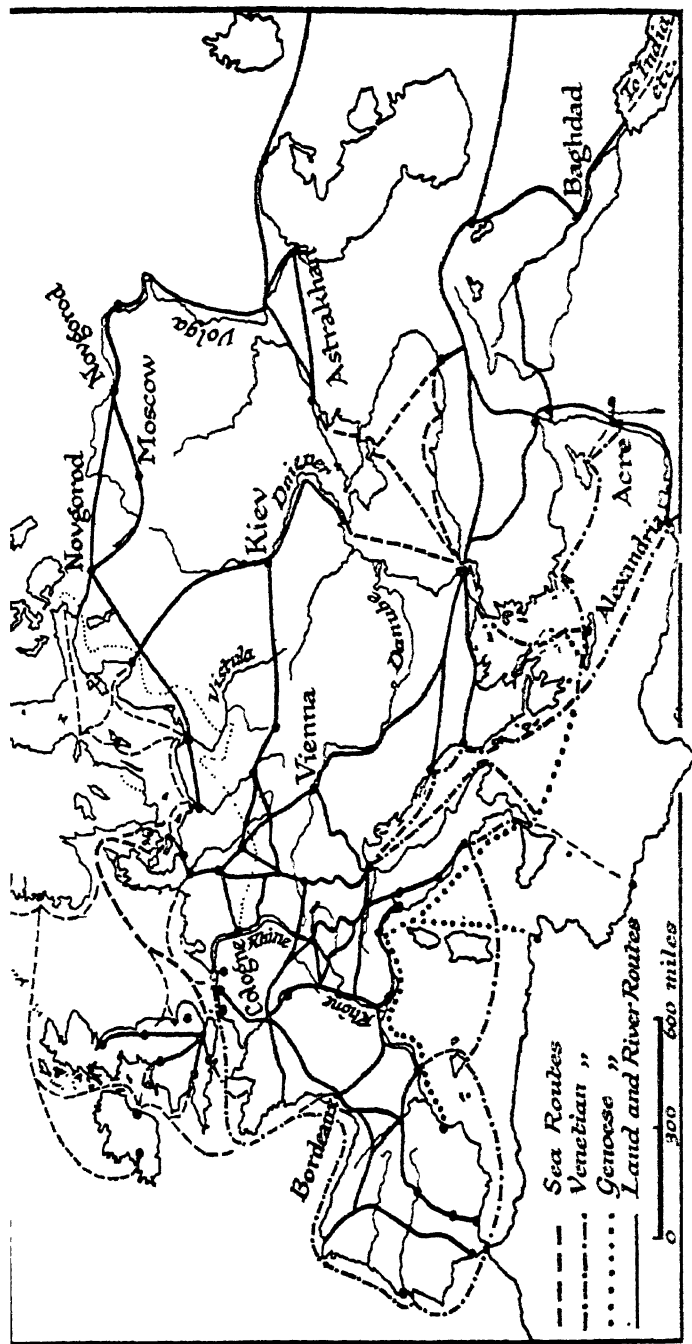 Novgorod
Novgorod
Moscow
Volga
Astrakhan
Kiev
Dnieper
Vistula
Vienna
Danube
Cologne
Rhine
Rhone
Bordeaux
Baghdad
To India
etc.
Acre
Alexandria
Sea Routes
Venetian „
Genoese „
Land and River Routes
0 300 600 miles